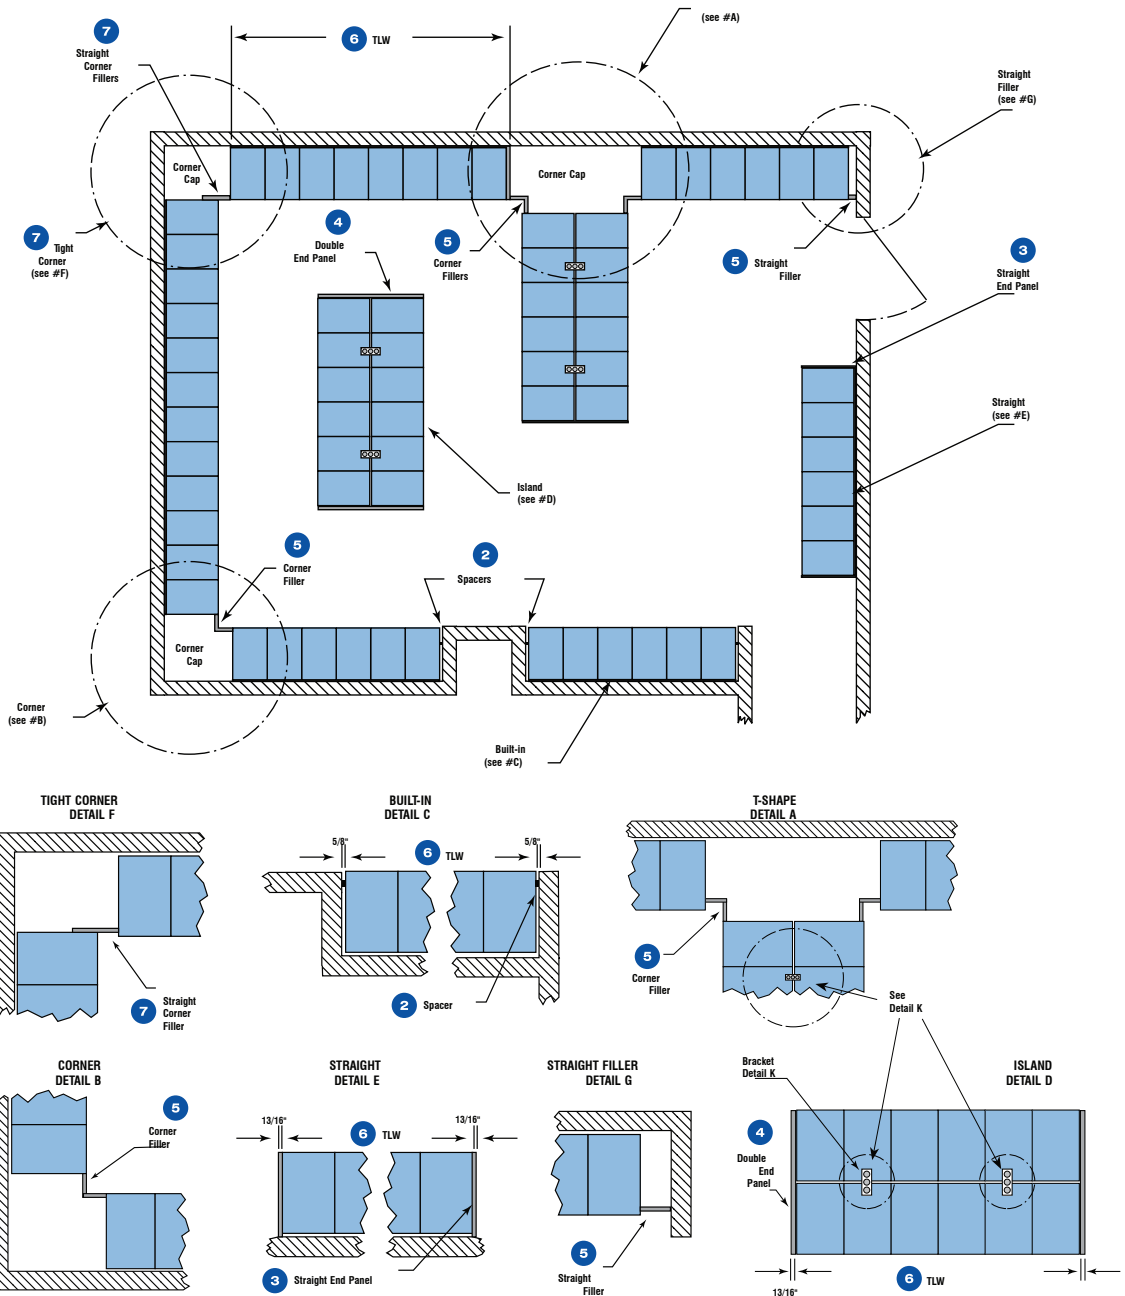 (see #A)
7
Straight
Corner
Fillers
6 TLW
Straight
Filler
(see #G)
Corner
Cap
Corner Cap
4
Double
End Panel
5
Corner
Fillers
5 Straight
Filler
3
Straight
End Panel
7 Tight
Corner
(see #F)
Straight
(see #E)
Island
(see #D)
5
Corner
Filler
2
Spacers
Corner
Cap
Corner
(see #B)
Built-in
(see #C)
TIGHT CORNER
DETAIL F
7
Straight
Corner
Filler
BUILT-IN
DETAIL C
5/8"
6 TLW
5/8"
2 Spacer
T-SHAPE
DETAIL A
5
Corner
Filler
See
Detail K
CORNER
DETAIL B
5
Corner
Filler
STRAIGHT
DETAIL E
13/16"
6 TLW
13/16"
3 Straight End Panel
STRAIGHT FILLER
DETAIL G
5
Straight
Filler
Bracket
Detail K
ISLAND
DETAIL D
4
Double
End
Panel
13/16"
6 TLW